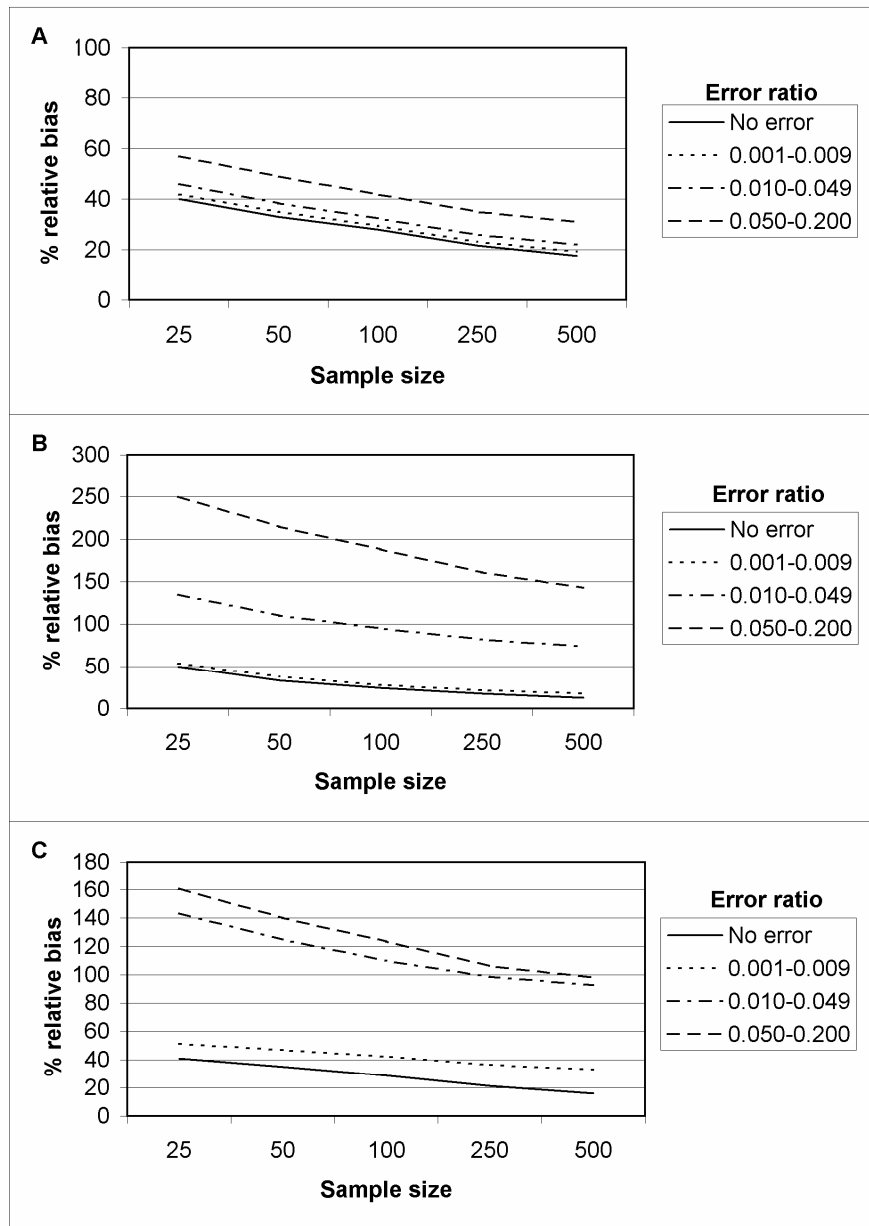 A
100
80
60
40
20
0
% relative bias
25 50 100 250 500
Sample size
Error ratio
No error
0.001-0.009
0.010-0.049
0.050-0.200
B
300
250
200
150
100
50
0
% relative bias
25 50 100 250 500
Sample size
Error ratio
No error
0.001-0.009
0.010-0.049
0.050-0.200
C
180
160
140
120
100
80
60
40
20
0
% relative bias
25 50 100 250 500
Sample size
Error ratio
No error
0.001-0.009
0.010-0.049
0.050-0.200